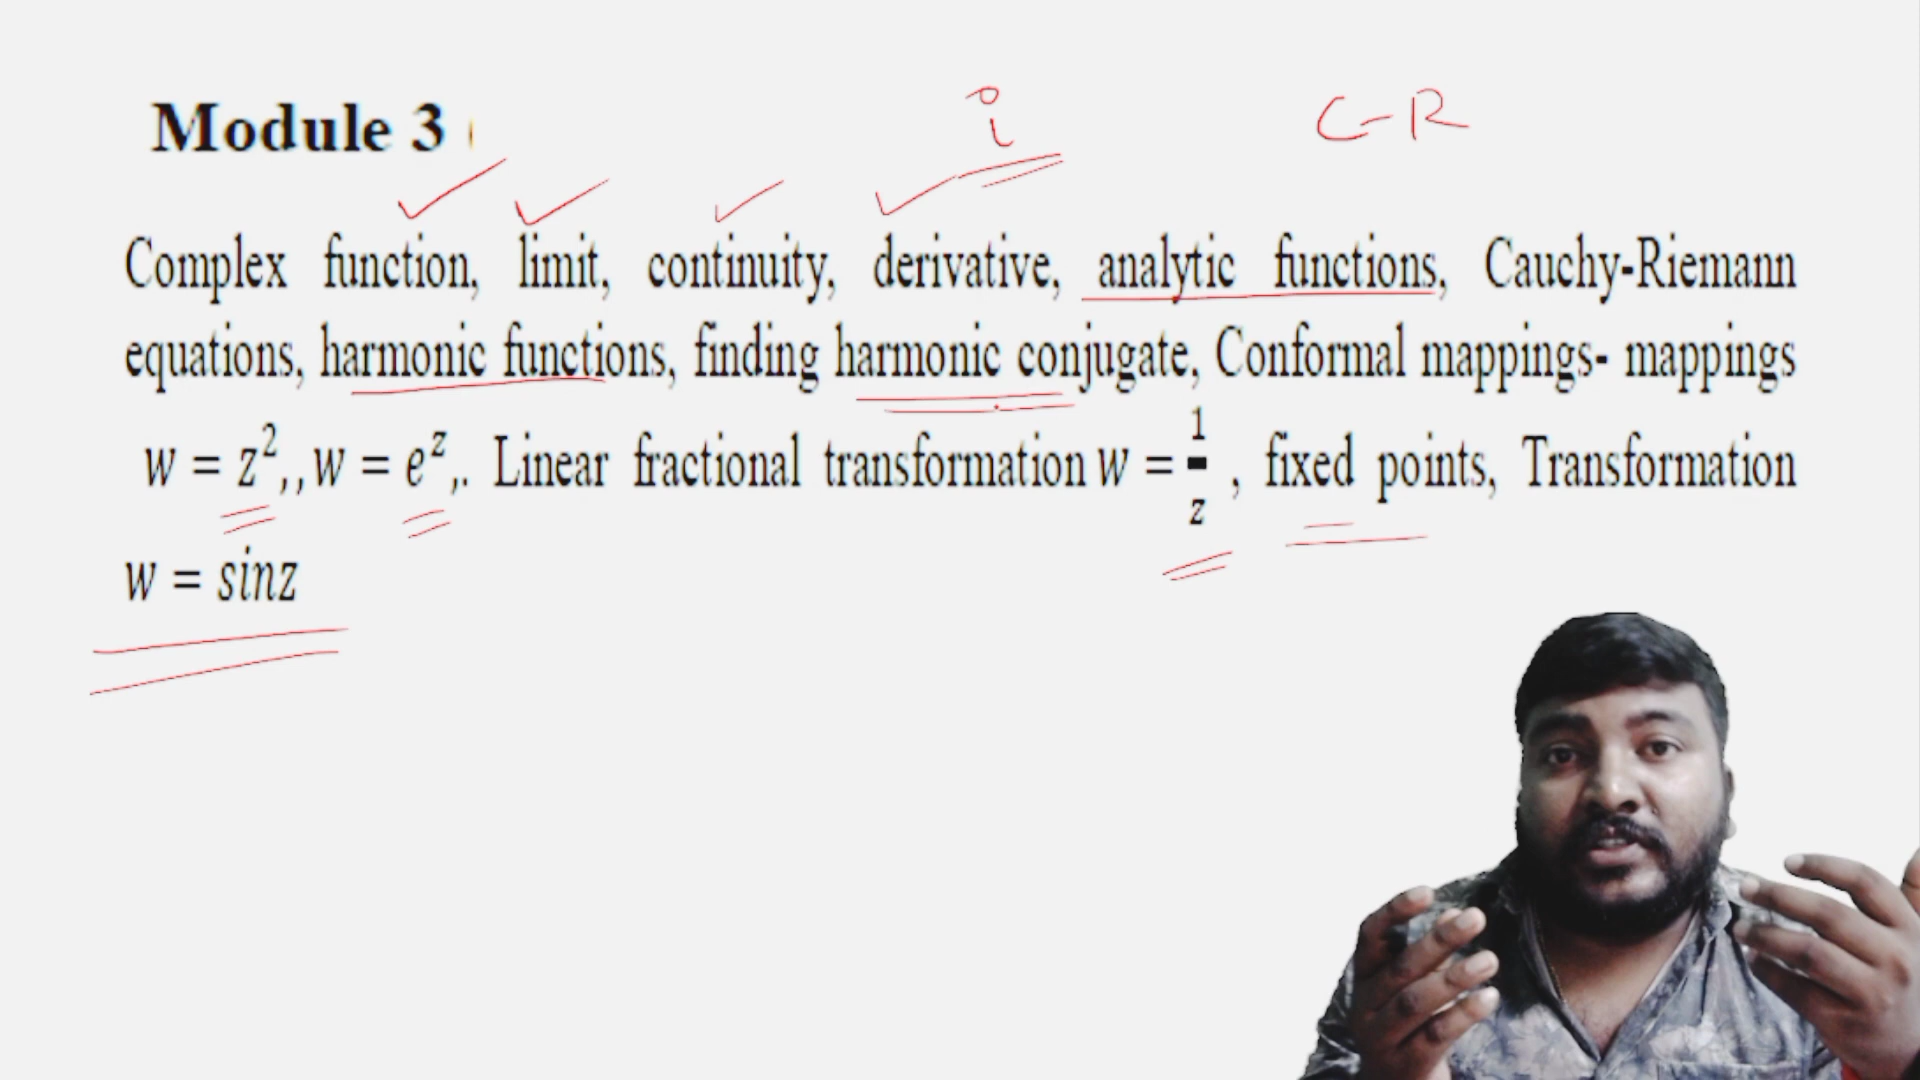 Module 3
i
C-R
Complex function, limit, continuity, derivative, analytic functions, Cauchy-Riemann
equations, harmonic functions, finding harmonic conjugate, Conformal mappings- mappings
w = z²,,w = eᶻ,. Linear fractional transformation w = 1/z , fixed points, Transformation
w = sinz